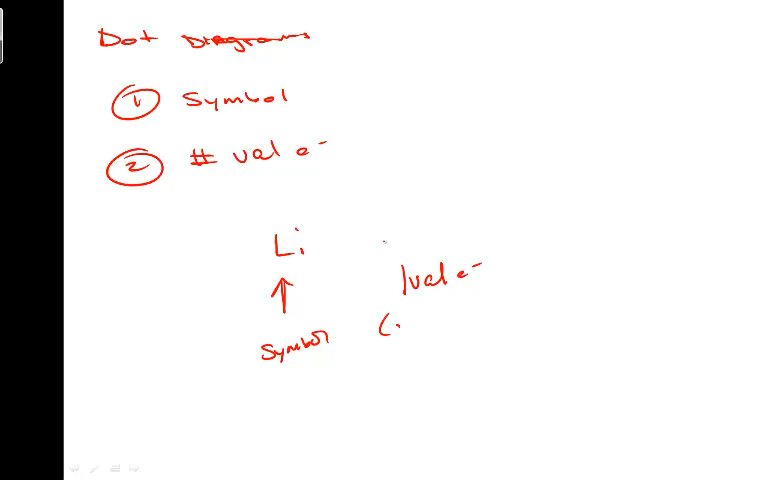 Dot Diagrams
1 Symbol
2 # val e-
Li
1 val e-
Symbol
(.